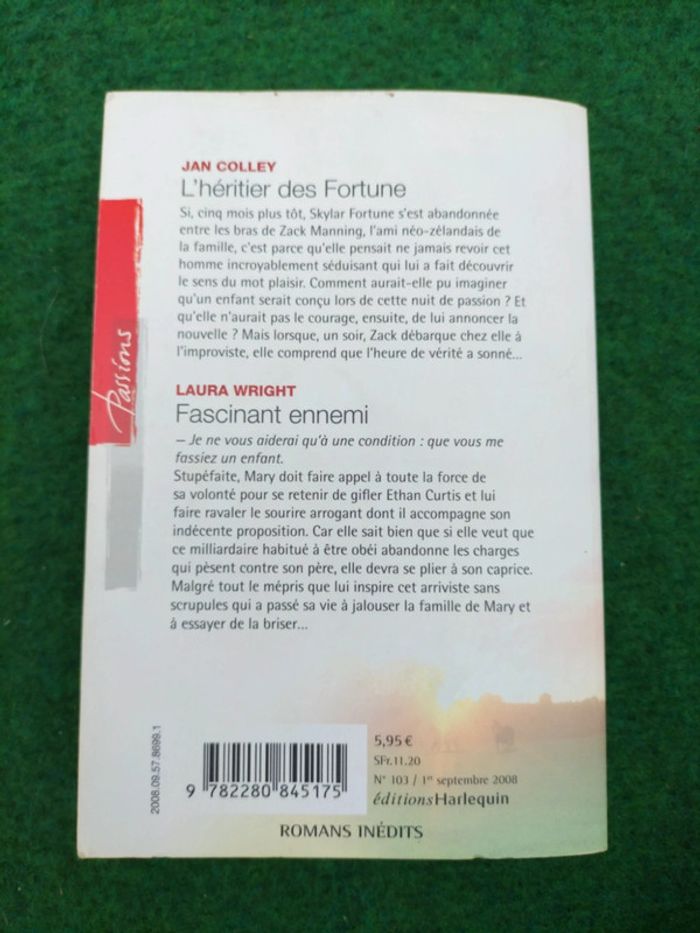 JAN COLLEY
L'héritier des Fortune
Si, cinq mois plus tôt, Skylar Fortune s'est abandonnée
entre les bras de Zack Manning, l'ami néo-zélandais de
la famille, c'est parce qu'elle pensait ne jamais revoir cet
homme incroyablement séduisant qui lui a fait découvrir
le sens du mot plaisir. Comment aurait-elle pu imaginer
qu'un enfant serait conçu lors de cette nuit de passion ? Et
qu'elle n'aurait pas le courage, ensuite, de lui annoncer la
nouvelle ? Mais lorsque, un soir, Zack débarque chez elle à
l'improviste, elle comprend que l'heure de vérité a sonné...
Passions
LAURA WRIGHT
Fascinant ennemi
– Je ne vous aiderai qu'à une condition : que vous me
fassiez un enfant.
Stupéfaite, Mary doit faire appel à toute la force de
sa volonté pour se retenir de gifler Ethan Curtis et lui
faire ravaler le sourire arrogant dont il accompagne son
indécente proposition. Car elle sait bien que si elle veut que
ce milliardaire habitué à être obéi abandonne les charges
qui pèsent contre son père, elle devra se plier à son caprice.
Malgré tout le mépris que lui inspire cet arriviste sans
scrupules qui a passé sa vie à jalouser la famille de Mary et
à essayer de la briser...
2008.09.57.8699.1
9 782280 845175
5,95 €
SFr.11.20
N° 103 / 1er septembre 2008
éditionsHarlequin
ROMANS INÉDITS